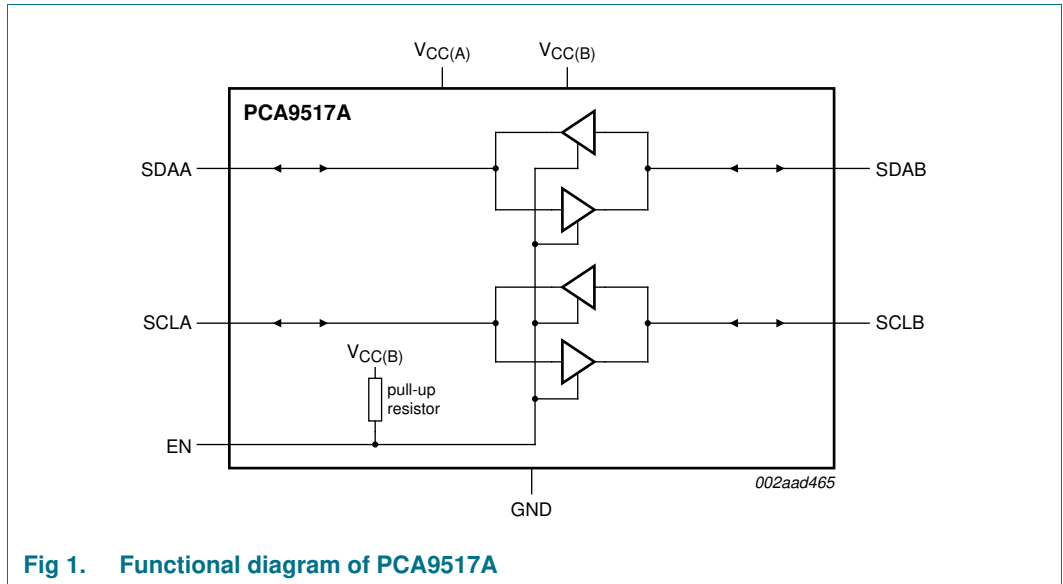 VCC(A) VCC(B)
PCA9517A
SDAA SDAB
SCLA SCLB
VCC(B)
pull-up
resistor
EN
002aad465
GND
Fig 1. Functional diagram of PCA9517A